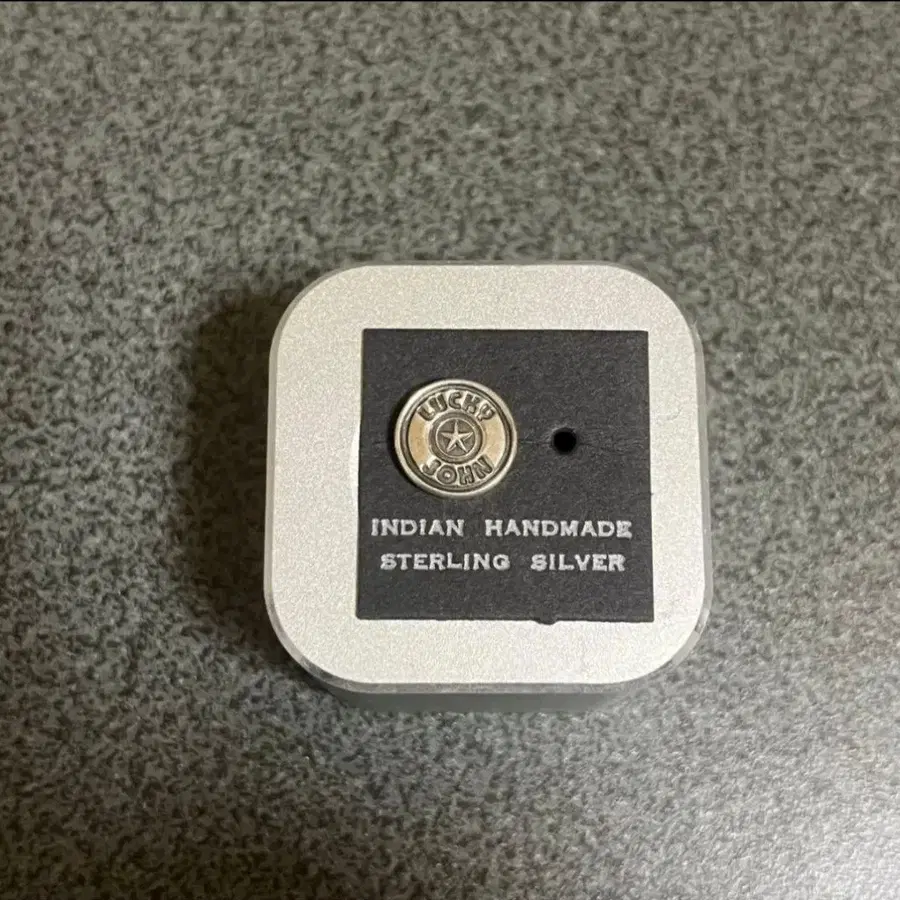 LUCKY
JOHN
INDIAN HANDMADE
STERLING SILVER